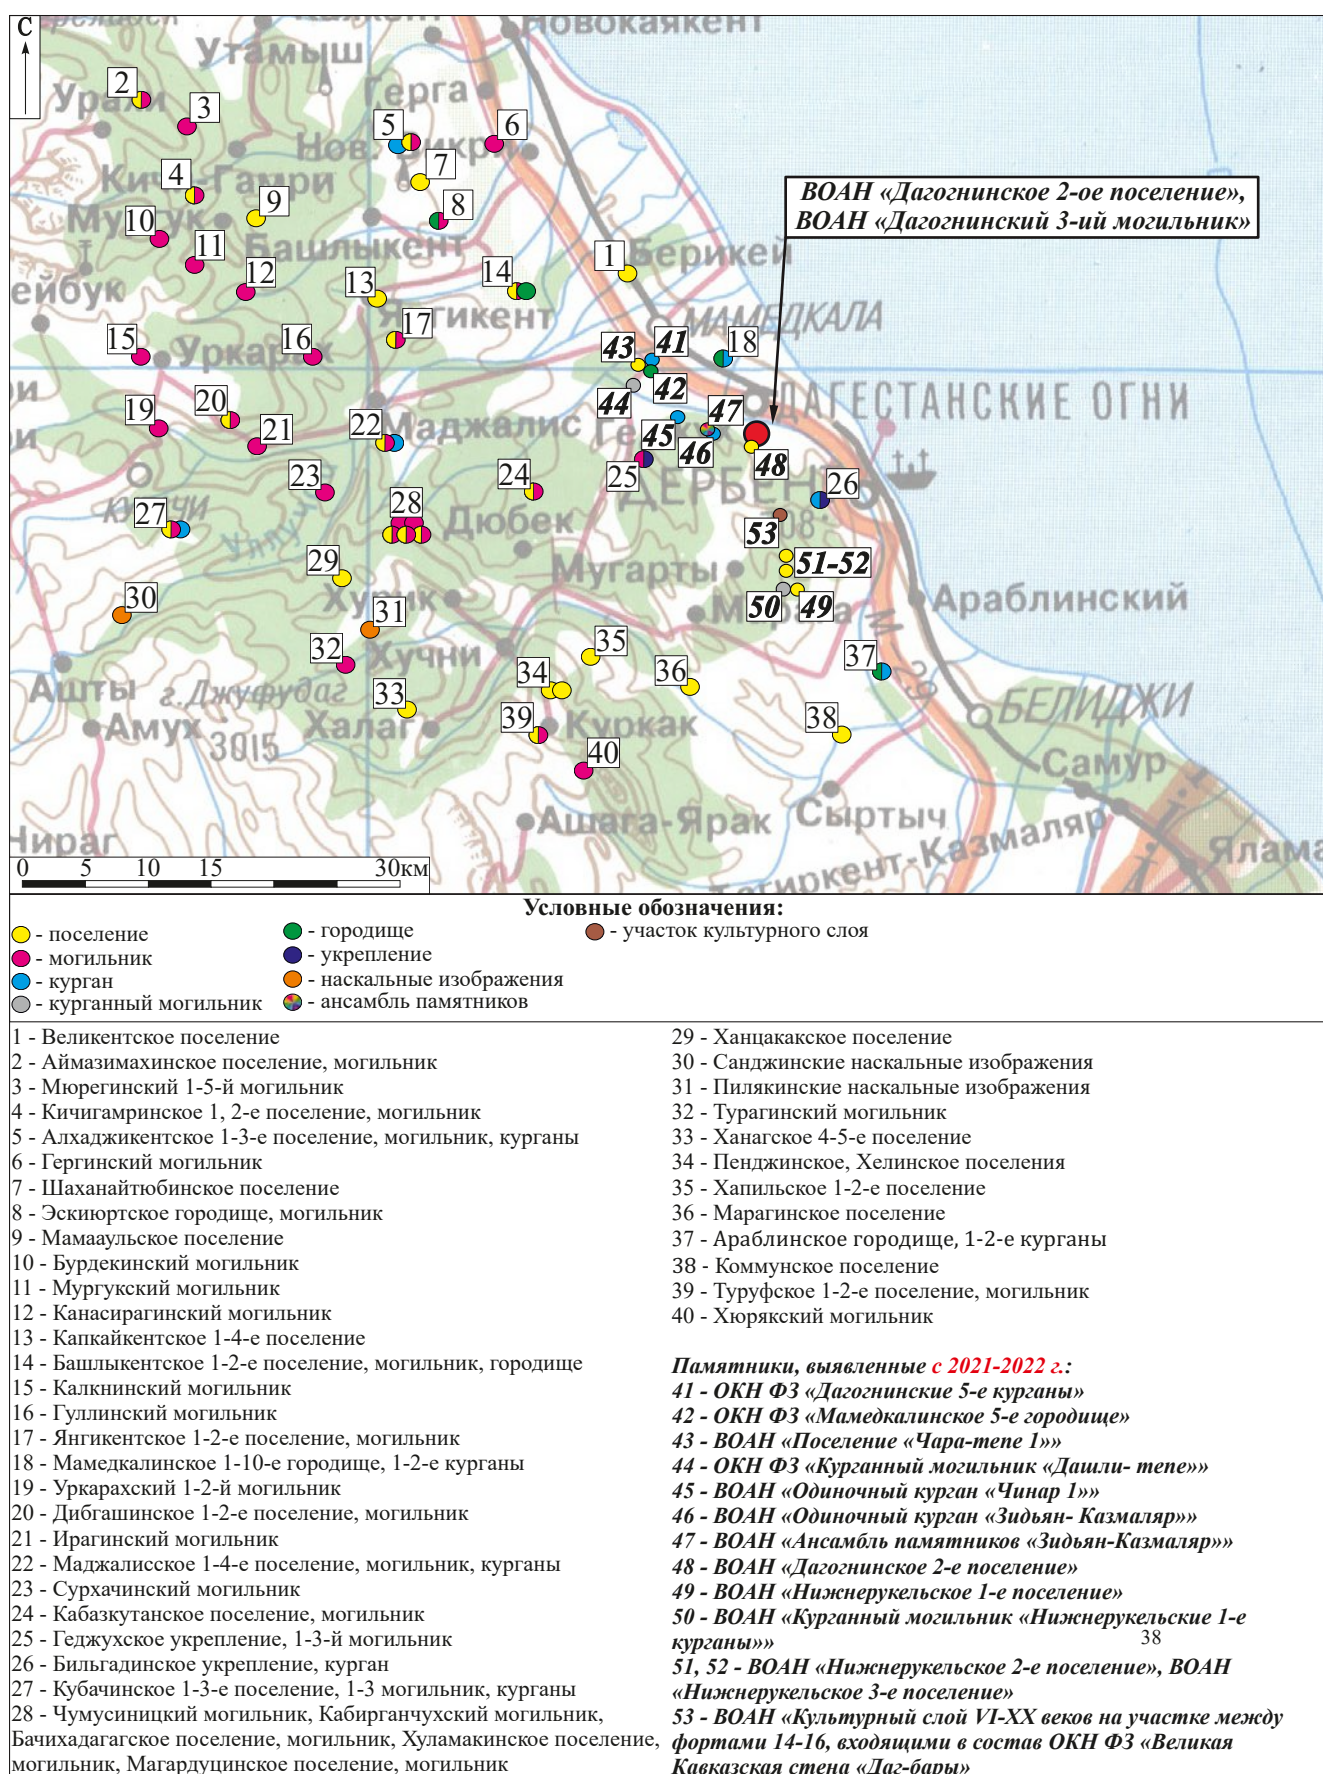 С
Новокаякент
Утамыш
Герга
2
Урахи
3
5
6
Нов. Викри
7
4
Кичи-Гамри
8
9
Мургук
10
Башлыкент
11
12
ВОАН «Дагогнинское 2-ое поселение»,
ВОАН «Дагогнинский 3-ий могильник»
1
Берикей
14
13
Янгикент
17
МАМЕДКАЛА
15
Уркарах
16
43
41
18
42
44
ДАГЕСТАНСКИЕ ОГНИ
20
19
Маджалис
22
21
47
45
46
48
25
ДЕРБЕНТ
26
23
24
28
Дюбек
27
53
51-52
Мугарты
29
50
49
Араблинский
30
31
Хучни
32
35
37
36
34
Ашты
г. Джуфудаг
33
Халаг
БЕЛИДЖИ
Амух
3015
39
Куркак
38
40
Самур
Сыртыч
Ашага-Ярак
Чираг
Тагиркент-Казмаляр
Ялама
0 5 10 15 30км
Условные обозначения:
- поселение
- могильник
- курган
- курганный могильник
- городище
- укрепление
- наскальные изображения
- ансамбль памятников
- участок культурного слоя
1 - Великентское поселение
2 - Аймазимахинское поселение, могильник
3 - Мюрегинский 1-5-й могильник
4 - Кичигамринское 1, 2-е поселение, могильник
5 - Алхаджикентское 1-3-е поселение, могильник, курганы
6 - Гергинский могильник
7 - Шаханайтюбинское поселение
8 - Эскиюртское городище, могильник
9 - Мамааульское поселение
10 - Бурдекинский могильник
11 - Мургукский могильник
12 - Канасирагинский могильник
13 - Капкайкентское 1-4-е поселение
14 - Башлыкентское 1-2-е поселение, могильник, городище
15 - Калкнинский могильник
16 - Гуллинский могильник
17 - Янгикентское 1-2-е поселение, могильник
18 - Мамедкалинское 1-10-е городище, 1-2-е курганы
19 - Уркарахский 1-2-й могильник
20 - Дибгашинское 1-2-е поселение, могильник
21 - Ирагинский могильник
22 - Маджалисское 1-4-е поселение, могильник, курганы
23 - Сурхачинский могильник
24 - Кабазкутанское поселение, могильник
25 - Геджухское укрепление, 1-3-й могильник
26 - Бильгадинское укрепление, курган
27 - Кубачинское 1-3-е поселение, 1-3 могильник, курганы
28 - Чумусиницкий могильник, Кабирганчухский могильник,
Бачихадагагское поселение, могильник, Хуламакинское поселение,
могильник, Магардуцинское поселение, могильник
29 - Ханцакакское поселение
30 - Санджинские наскальные изображения
31 - Пилякинские наскальные изображения
32 - Турагинский могильник
33 - Ханагское 4-5-е поселение
34 - Пенджинское, Хелинское поселения
35 - Хапильское 1-2-е поселение
36 - Марагинское поселение
37 - Араблинское городище, 1-2-е курганы
38 - Коммунское поселение
39 - Туруфское 1-2-е поселение, могильник
40 - Хюрякский могильник
Памятники, выявленные с 2021-2022 г.:
41 - ОКН ФЗ «Дагогнинские 5-е курганы»
42 - ОКН ФЗ «Мамедкалинское 5-е городище»
43 - ВОАН «Поселение «Чара-тепе 1»»
44 - ОКН ФЗ «Курганный могильник «Дашли- тепе»»
45 - ВОАН «Одиночный курган «Чинар 1»»
46 - ВОАН «Одиночный курган «Зидьян- Казмаляр»»
47 - ВОАН «Ансамбль памятников «Зидьян-Казмаляр»»
48 - ВОАН «Дагогнинское 2-е поселение»
49 - ВОАН «Нижнерукельское 1-е поселение»
50 - ВОАН «Курганный могильник «Нижнерукельские 1-е
курганы»»
38
51, 52 - ВОАН «Нижнерукельское 2-е поселение», ВОАН
«Нижнерукельское 3-е поселение»
53 - ВОАН «Культурный слой VI-XX веков на участке между
фортами 14-16, входящими в состав ОКН ФЗ «Великая
Кавказская стена «Даг-бары»